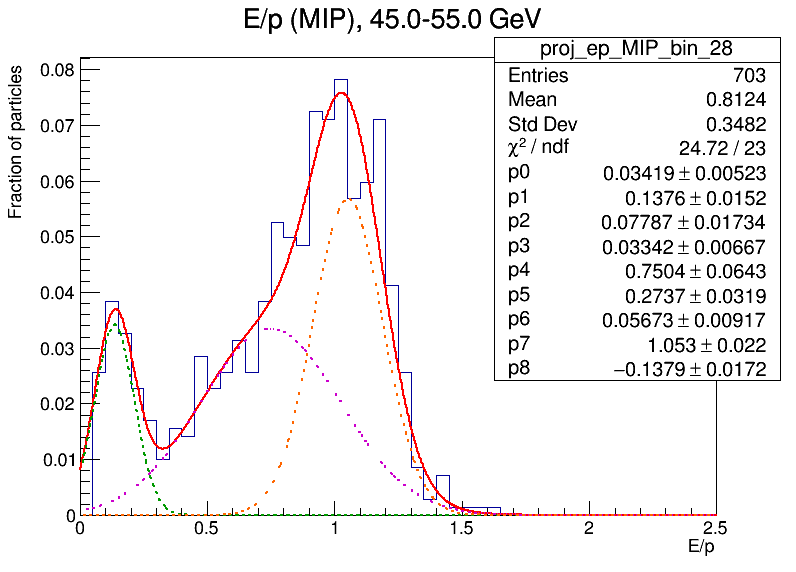 E/p (MIP), 45.0-55.0 GeV
proj_ep_MIP_bin_28
Entries 703
Mean 0.8124
Std Dev 0.3482
χ² / ndf 24.72 / 23
p0 0.03419 ± 0.00523
p1 0.1376 ± 0.0152
p2 0.07787 ± 0.01734
p3 0.03342 ± 0.00667
p4 0.7504 ± 0.0643
p5 0.2737 ± 0.0319
p6 0.05673 ± 0.00917
p7 1.053 ± 0.022
p8 −0.1379 ± 0.0172
Fraction of particles
0.08
0.07
0.06
0.05
0.04
0.03
0.02
0.01
0
0 0.5 1 1.5 2 2.5
E/p